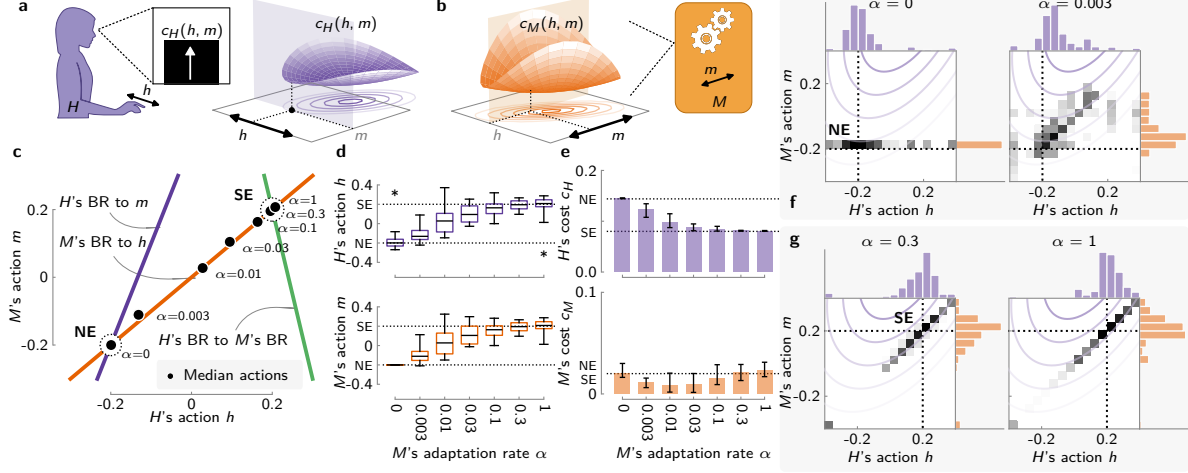 a
c_H(h, m)
H
h
c_H(h, m)
h
m
b
c_M(h, m)
h
m
m
M
c
M's action m
0.2
0
-0.2
-0.2
0
0.2
H's action h
H's BR to m
M's BR to h
SE
α=1
α=0.3
α=0.1
α=0.03
α=0.01
α=0.003
NE
α=0
H's BR to M's BR
Median actions
d
H's action h
0.4
SE
0
NE
-0.4
*
*
M's action m
0.4
SE
0
NE
-0.4
0
0.003
0.01
0.03
0.1
0.3
1
M's adaptation rate α
e
H's cost c_H
0.2
NE
SE
0.0
M's cost c_M
0.1
NE
SE
0
0
0.003
0.01
0.03
0.1
0.3
1
M's adaptation rate α
α = 0
α = 0.003
M's action m
0.2
-0.2
NE
-0.2
0.2
H's action h
-0.2
0.2
H's action h
f
g
α = 0.3
α = 1
M's action m
0.2
-0.2
SE
-0.2
0.2
H's action h
-0.2
0.2
H's action h